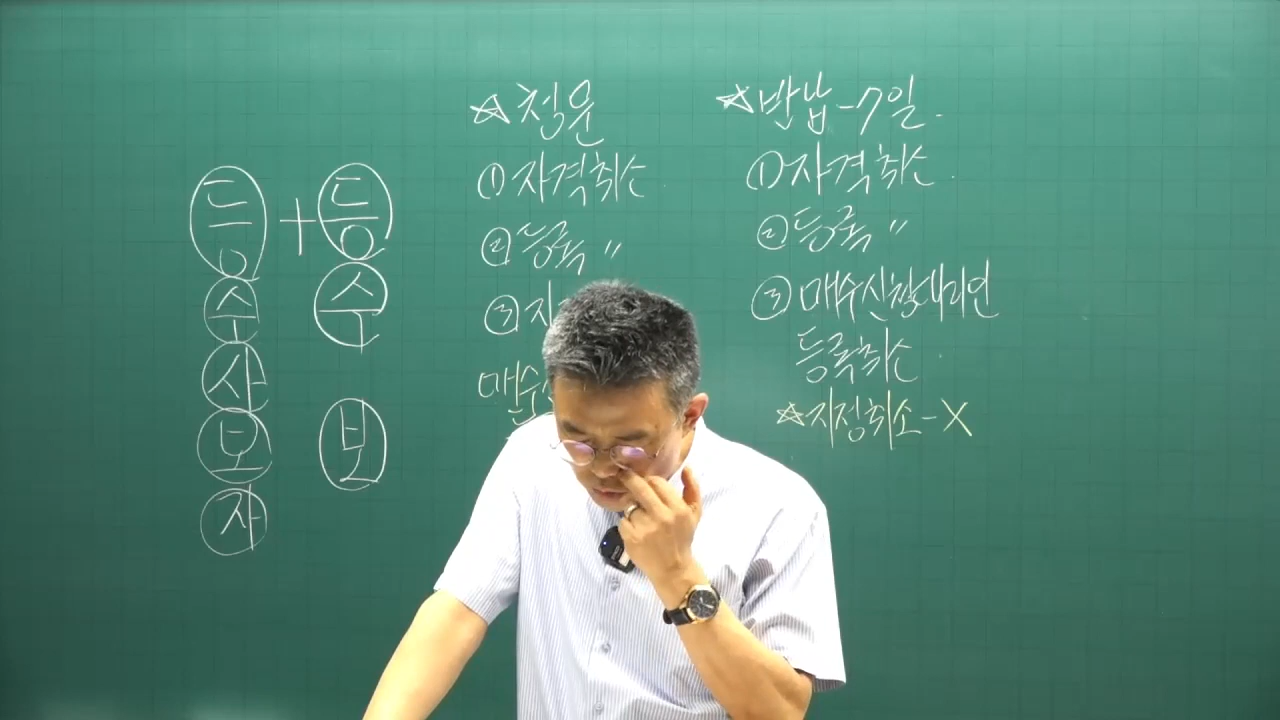 등 + 등
수 수
사
보 보
자
☆청문
①자격취소
②등록 〃
③지
매수
☆반납-7일.
①자격취소
②등록 〃
③매수신청대리인
등록취소
☆지정취소-X